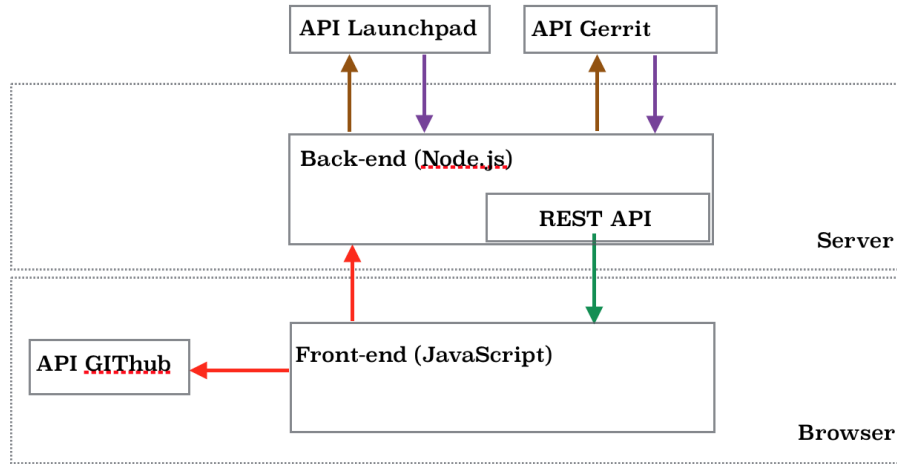 API Launchpad
API Gerrit
Back-end (Node.js)
REST API
Server
Front-end (JavaScript)
API GIThub
Browser